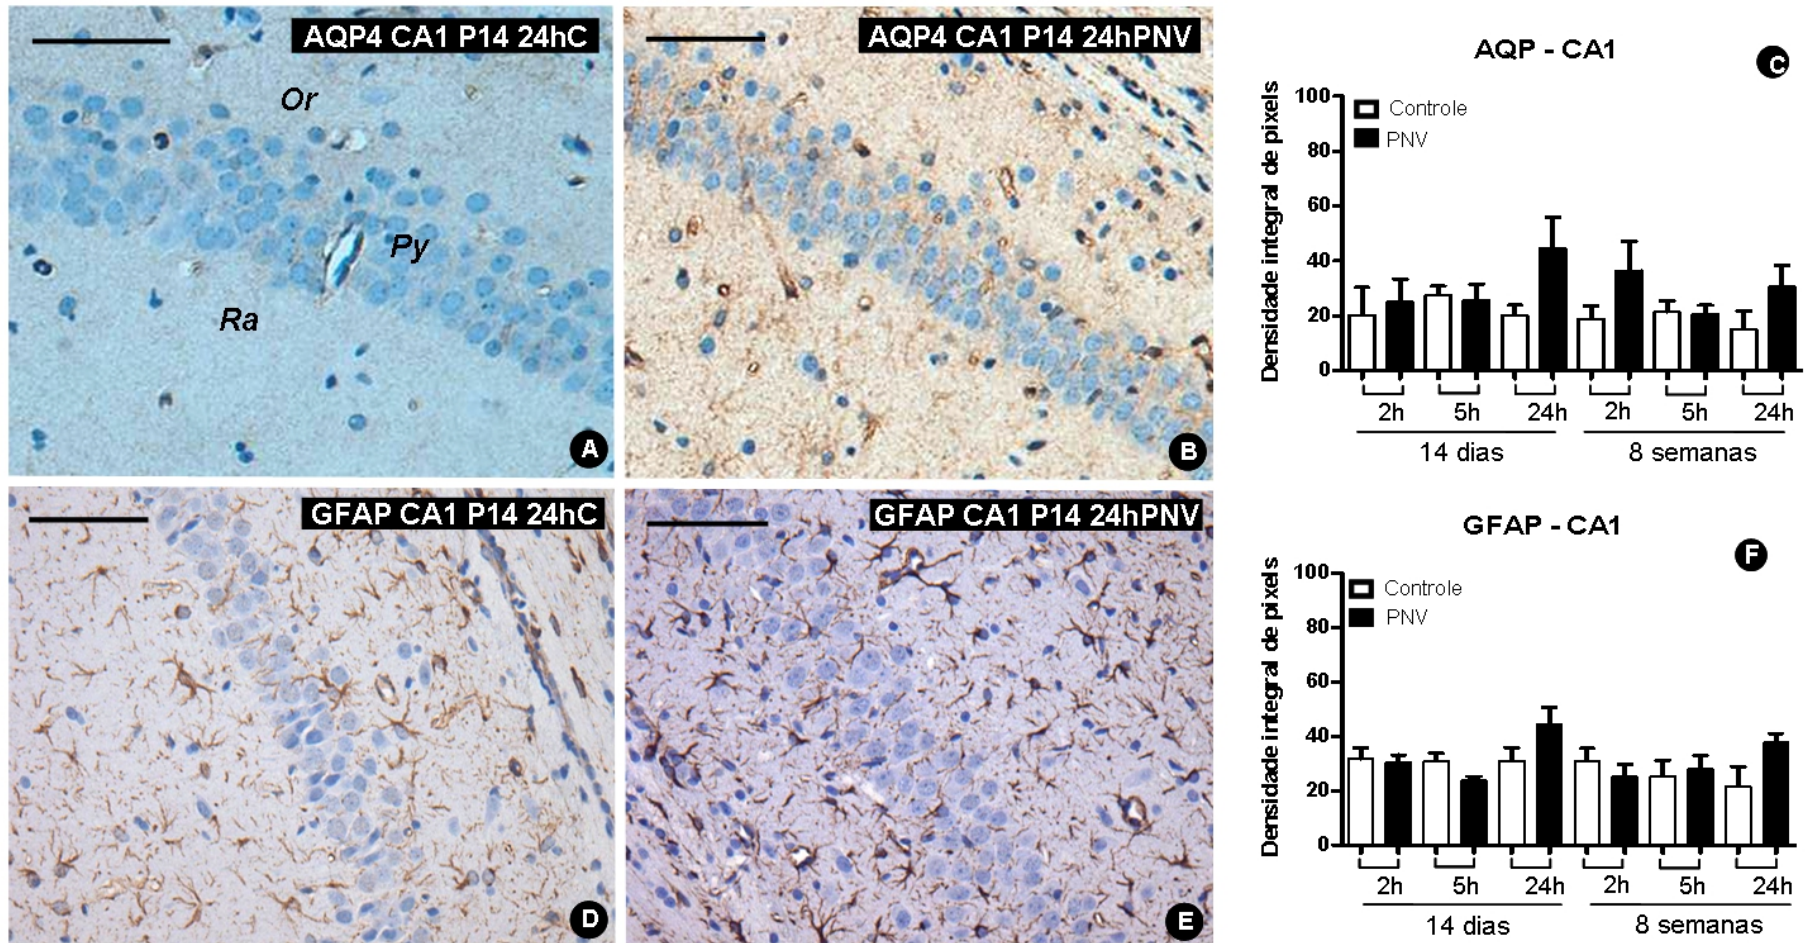 AQP4 CA1 P14 24hC
Or
Py
Ra
A
AQP4 CA1 P14 24hPNV
B
AQP - CA1
C
Densidade integral de pixels
100
80
60
40
20
0
Controle
PNV
2h 5h 24h 2h 5h 24h
14 dias 8 semanas
GFAP CA1 P14 24hC
D
GFAP CA1 P14 24hPNV
E
GFAP - CA1
F
Densidade integral de pixels
100
80
60
40
20
0
Controle
PNV
2h 5h 24h 2h 5h 24h
14 dias 8 semanas